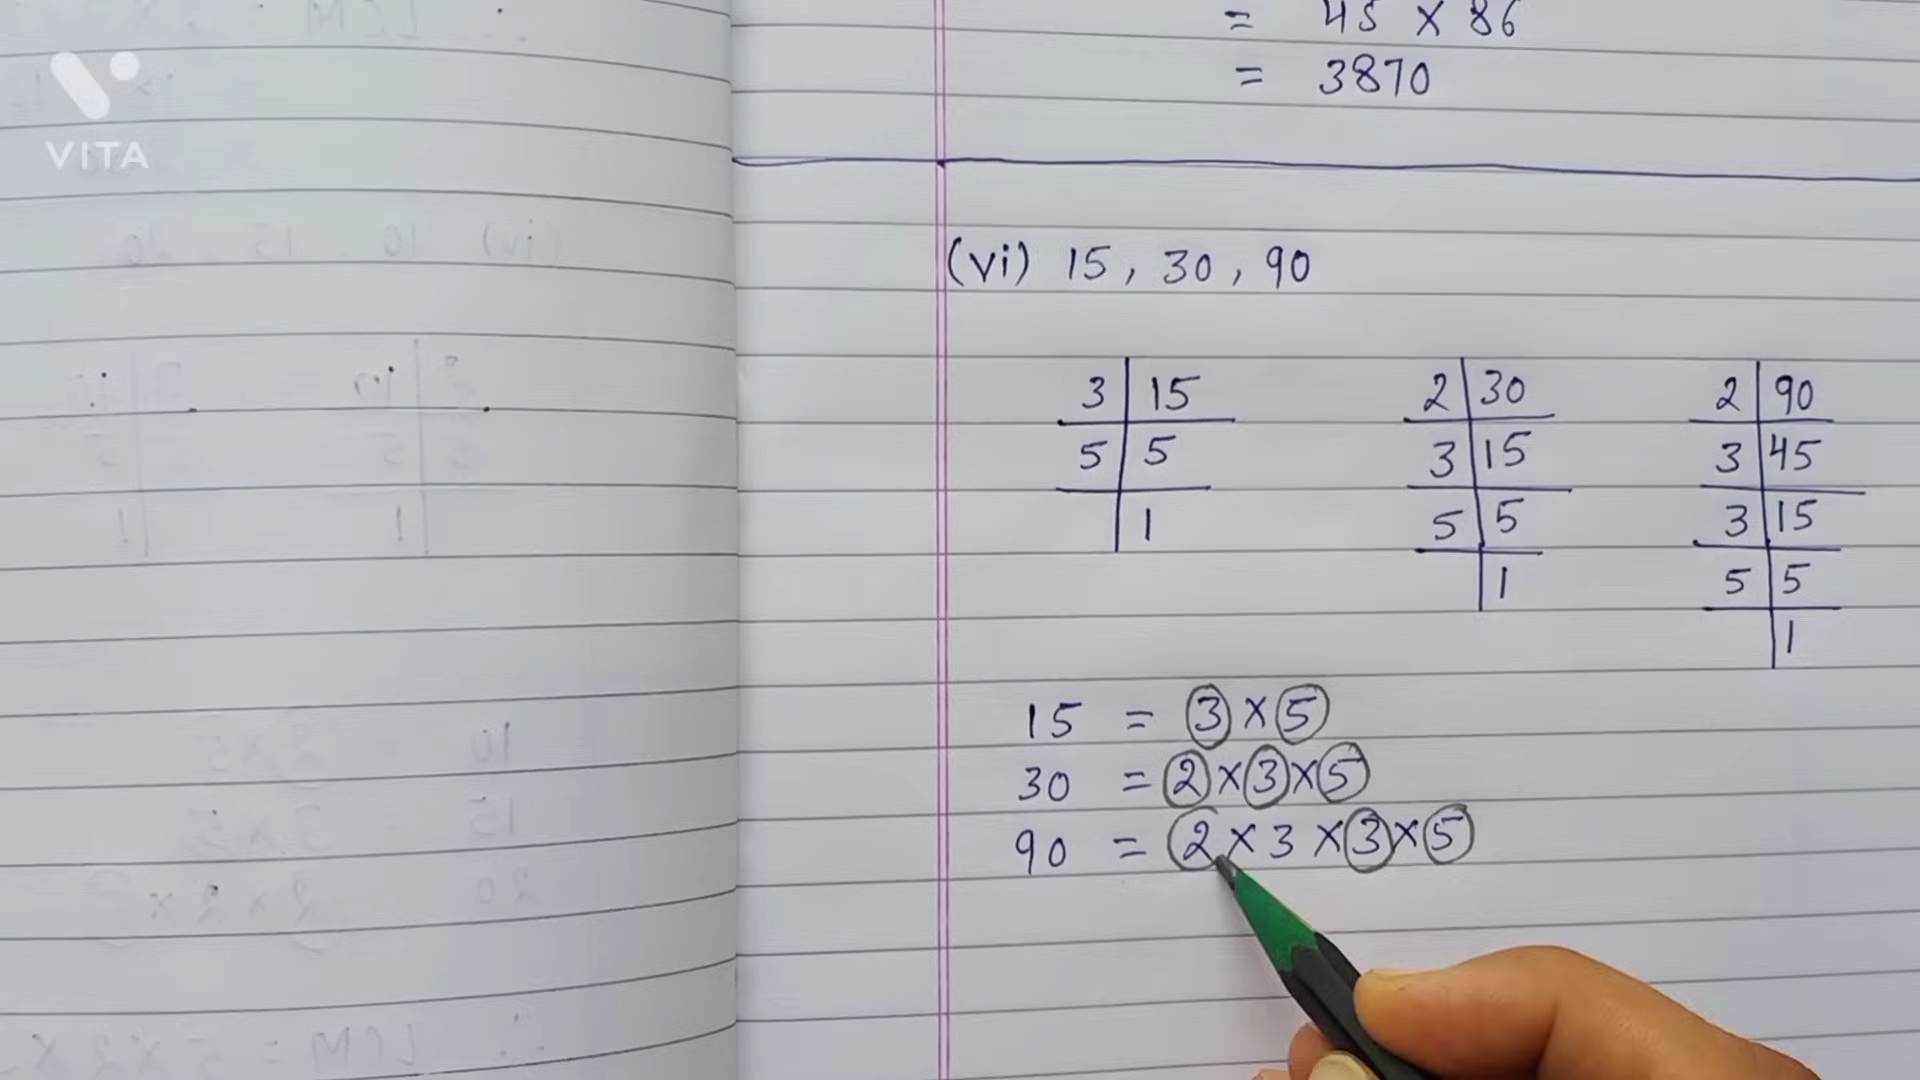 VITA
= 45 × 86
= 3870
(vi) 15, 30, 90
3 | 15
5 | 5
1
2 | 30
3 | 15
5 | 5
1
2 | 90
3 | 45
3 | 15
5 | 5
1
15 = 3 × 5
30 = 2 × 3 × 5
90 = 2 × 3 × 3 × 5